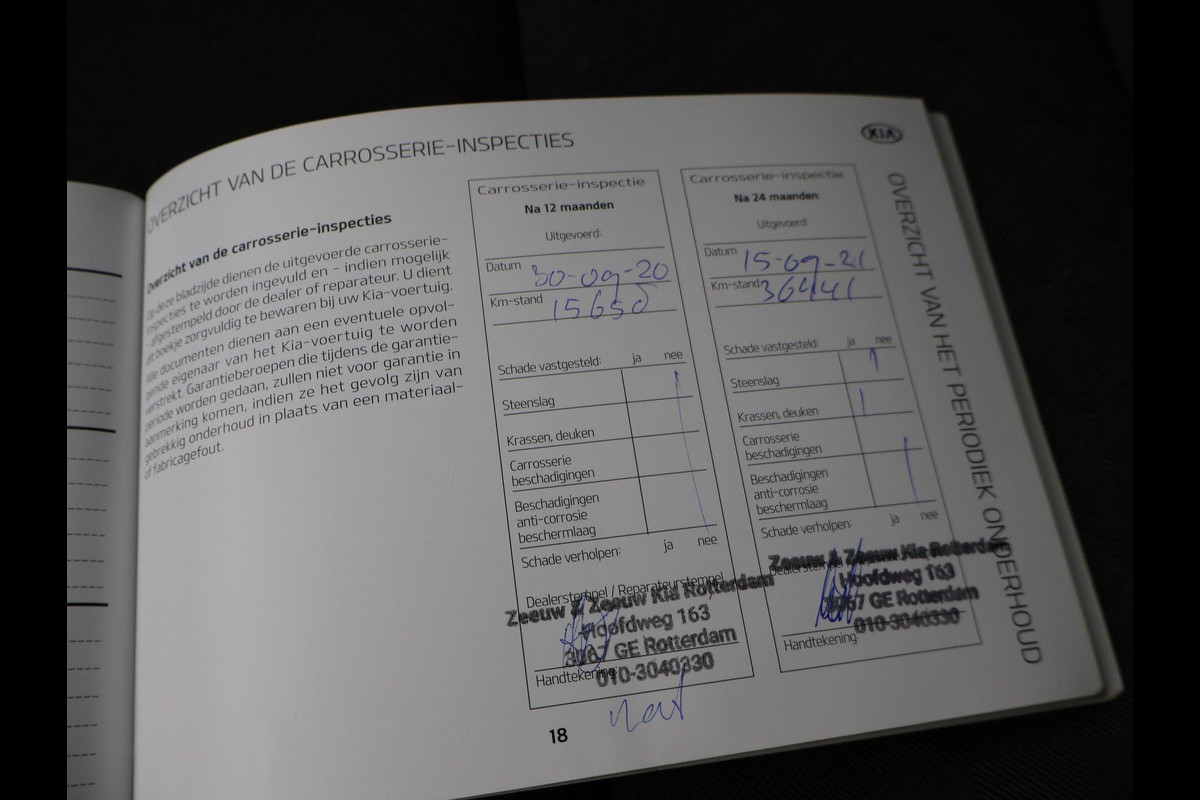 OVERZICHT VAN DE CARROSSERIE-INSPECTIES
KIA
Overzicht van de carrosserie-inspecties
Op deze bladzijde dienen de uitgevoerde carrosserie-
inspecties te worden ingevuld en - indien mogelijk
- afgestempeld door de dealer of reparateur. U dient
dit boekje zorgvuldig te bewaren bij uw Kia-voertuig.
Alle documenten dienen aan een eventuele opvol-
gende eigenaar van het Kia-voertuig te worden
verstrekt. Garantieberoepen die tijdens de garantie-
periode worden gedaan, zullen niet voor garantie in
aanmerking komen, indien ze het gevolg zijn van
gebrekkig onderhoud in plaats van een materiaal-
of fabricagefout.
Carrosserie-inspectie
Na 12 maanden
Uitgevoerd:
Datum 30-09-20
Km-stand 15650
Schade vastgesteld: ja nee
Steenslag
Krassen, deuken
Carrosserie
beschadigingen
Beschadigingen
anti-corrosie
beschermlaag
Schade verholpen: ja nee
Dealerstempel / Reparateurstempel
Zeeuw & Zeeuw Kia Rotterdam
Hoofdweg 163
3067 GE Rotterdam
010-3040330
Handtekening:
Carrosserie-inspectie
Na 24 maanden
Uitgevoerd:
Datum 15-09-21
Km-stand 36441
Schade vastgesteld: ja nee
Steenslag
Krassen, deuken
Carrosserie
beschadigingen
Beschadigingen
anti-corrosie
beschermlaag
Schade verholpen: ja nee
Zeeuw & Zeeuw Kia Rotterdam
Hoofdweg 163
3067 GE Rotterdam
010-3040330
Handtekening:
OVERZICHT VAN HET PERIODIEK ONDERHOUD
18